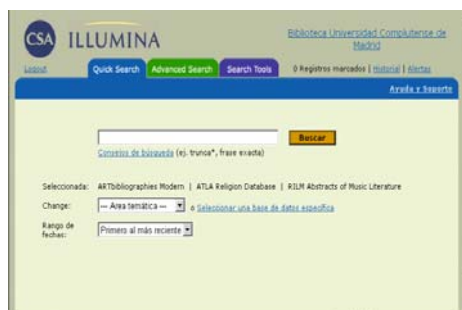 CSA ILLUMINA
Biblioteca Universidad Complutense de Madrid
Logout
Quick Search
Advanced Search
Search Tools
0 Registros marcados | Historial | Alertas
Ayuda y Soporte
Buscar
Consejos de búsqueda (ej. trunca*, frase exacta)
Seleccionada: ARTbibliographies Modern | ATLA Religion Database | RILM Abstracts of Music Literature
Change: --- Area temática --- o Seleccionar una base de datos específica
Rango de fechas: Primero al más reciente